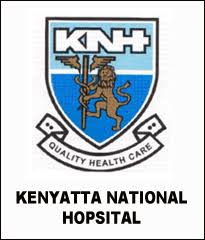 KNH
QUALITY HEALTH CARE
KENYATTA NATIONAL
HOPSITAL